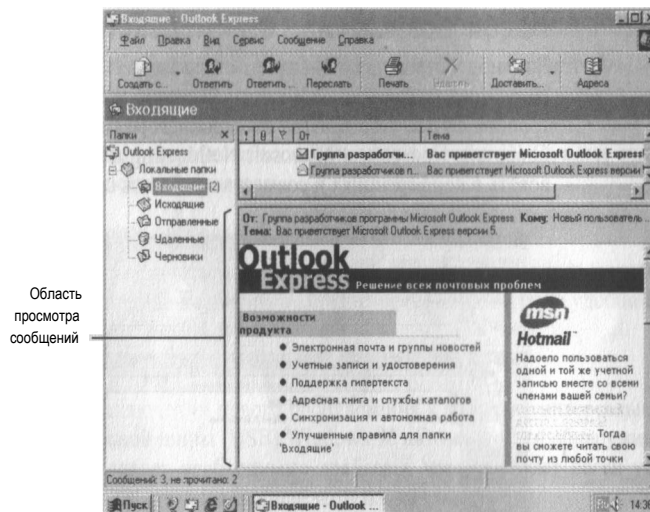 Входящие - Outlook Express
Файл Правка Вид Сервис Сообщение Справка
Создать с... Ответить Ответить ... Переслать Печать Удалить Доставить... Адреса
Входящие
Папки × ! От Тема
Outlook Express
Локальные папки
Входящие (2)
Исходящие
Отправленные
Удаленные
Черновики
Группа разработчи... Вас приветствует Microsoft Outlook Express!
Группа разработчиков п... Вас приветствует Microsoft Outlook Express версии
От: Группа разработчиков программы Microsoft Outlook Express Кому: Новый пользователь ...
Тема: Вас приветствует Microsoft Outlook Express версии 5.
Outlook
Express Решение всех почтовых проблем
Возможности
продукта
● Электронная почта и группы новостей
● Учетные записи и удостоверения
● Поддержка гипертекста
● Адресная книга и службы каталогов
● Синхронизация и автономная работа
● Улучшенные правила для папки
'Входящие'
msn
Hotmail™
Надоело пользоваться
одной и той же учетной
записью вместе со всеми
членами вашей семьи?
Тогда
вы сможете читать свою
почту из любой точки
Область
просмотра
сообщений
Сообщений: 3, не прочитано: 2
Пуск Входящие - Outlook ... 14:36